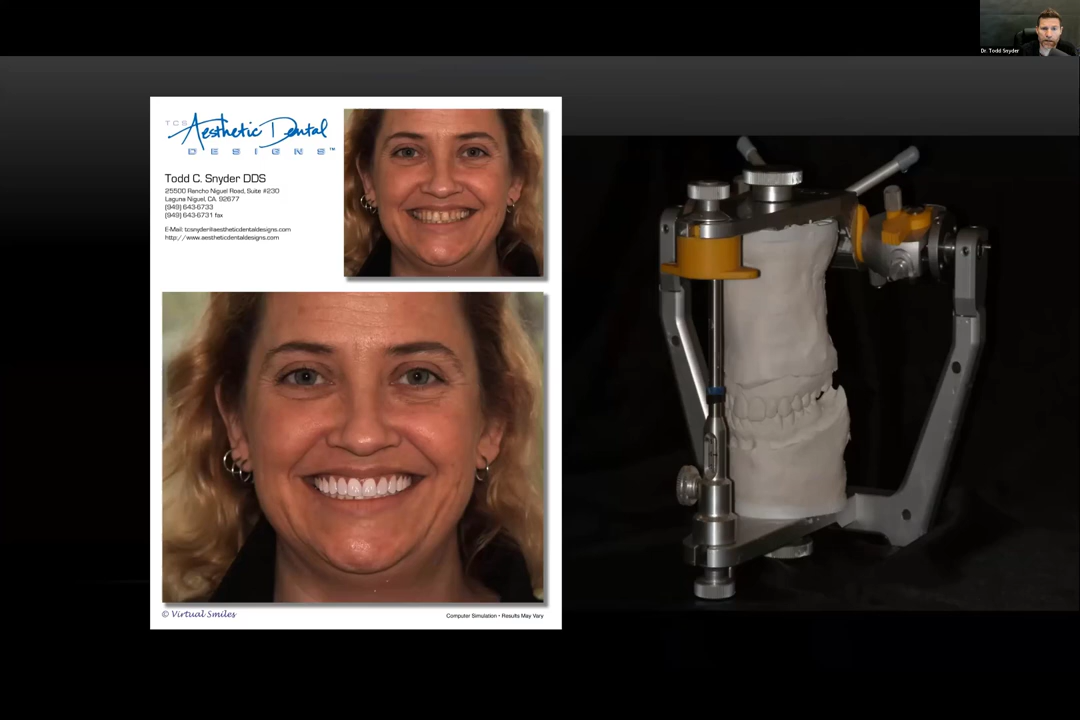 Dr. Todd Snyder
TCS
Aesthetic Dental
DESIGNS™
Todd C. Snyder DDS
25500 Rancho Niguel Road, Suite #230
Laguna Niguel, CA. 92677
(949) 643-6733
(949) 643-6731 fax
E-Mail: tcsnyder@aestheticdentaldesigns.com
http://www.aestheticdentaldesigns.com
© Virtual Smiles
Computer Simulation • Results May Vary